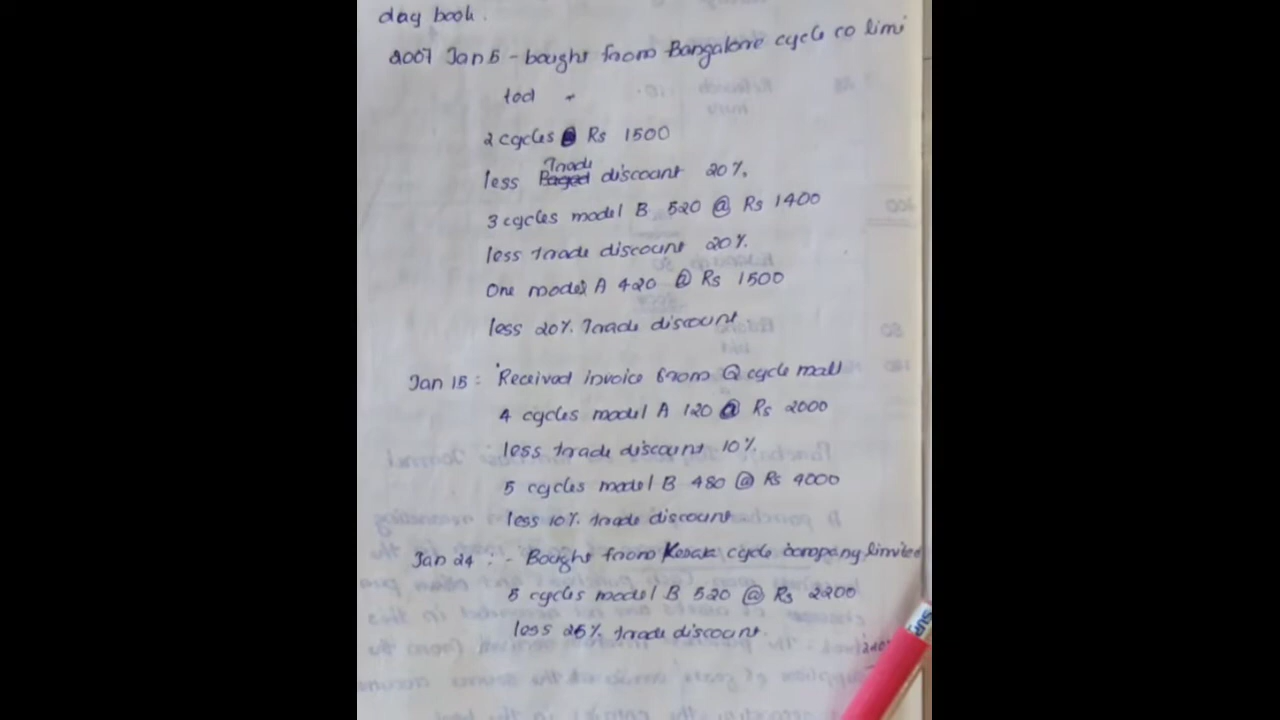 day book.
2007 Jan 5 - bought from Bangalore cycle co limi
ted
2 cycles @ Rs 1500
less Trade discount 20%.
3 cycles model B 520 @ Rs 1400
less trade discount 20%.
One model A 420 @ Rs 1500
less 20% Trade discount
Jan 15 : Received invoice from Q cycle mall
4 cycles model A 120 @ Rs 2000
less trade discount 10%.
5 cycles model B 480 @ Rs 4000
less 10% trade discount
Jan 24 : - Bought from cycle company limited
5 cycles model B 520 @ Rs 2200
less 25% trade discount.